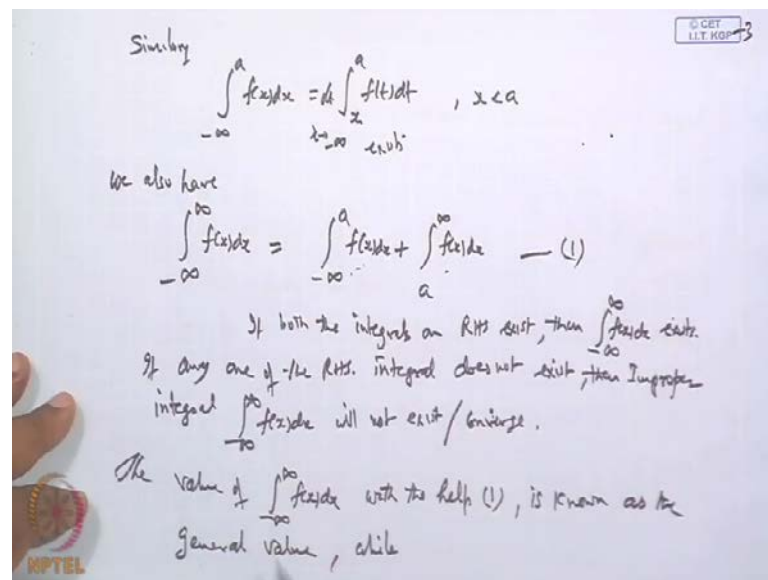 © CET
I.I.T. KGP
-3
Similarly
∫_{-∞}^{a} f(x)dx = lt_{x→-∞} ∫_{x}^{a} f(t)dt , x<a
exists
we also have
∫_{-∞}^{∞} f(x)dx = ∫_{-∞}^{a} f(x)dx + ∫_{a}^{∞} f(x)dx — (1)
If both the integrals on RHS exist, then ∫_{-∞}^{∞} f(x)dx exists.
If any one of the RHS. integral does not exist, then Improper
integral ∫_{-∞}^{∞} f(x)dx will not exist/converge.
The value of ∫_{-∞}^{∞} f(x)dx with the help (1), is known as the
general value, while
NPTEL